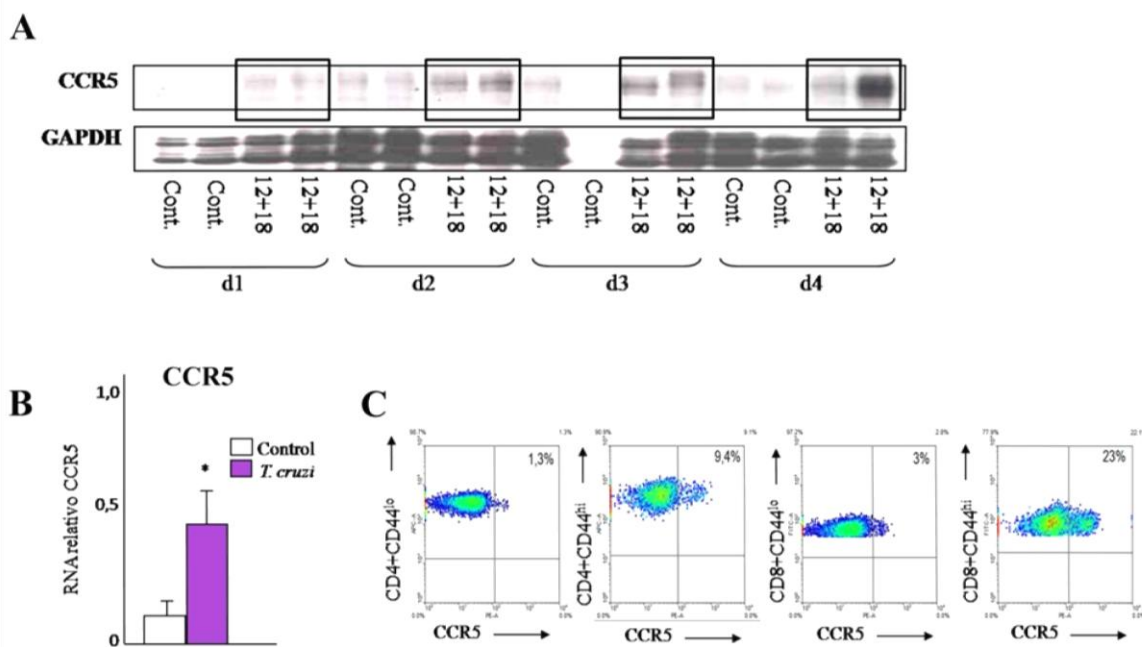 A
CCR5
GAPDH
Cont. Cont. 12+18 12+18 Cont. Cont. 12+18 12+18 Cont. Cont. 12+18 12+18 Cont. Cont. 12+18 12+18
d1 d2 d3 d4
B
CCR5
1,0
0,5
0
RNA relativo CCR5
Control
*
T. cruzi
C
CD4+CD44lo
1,3%
CCR5
CD4+CD44hi
9,4%
CCR5
CD8+CD44lo
3%
CCR5
CD8+CD44hi
23%
CCR5